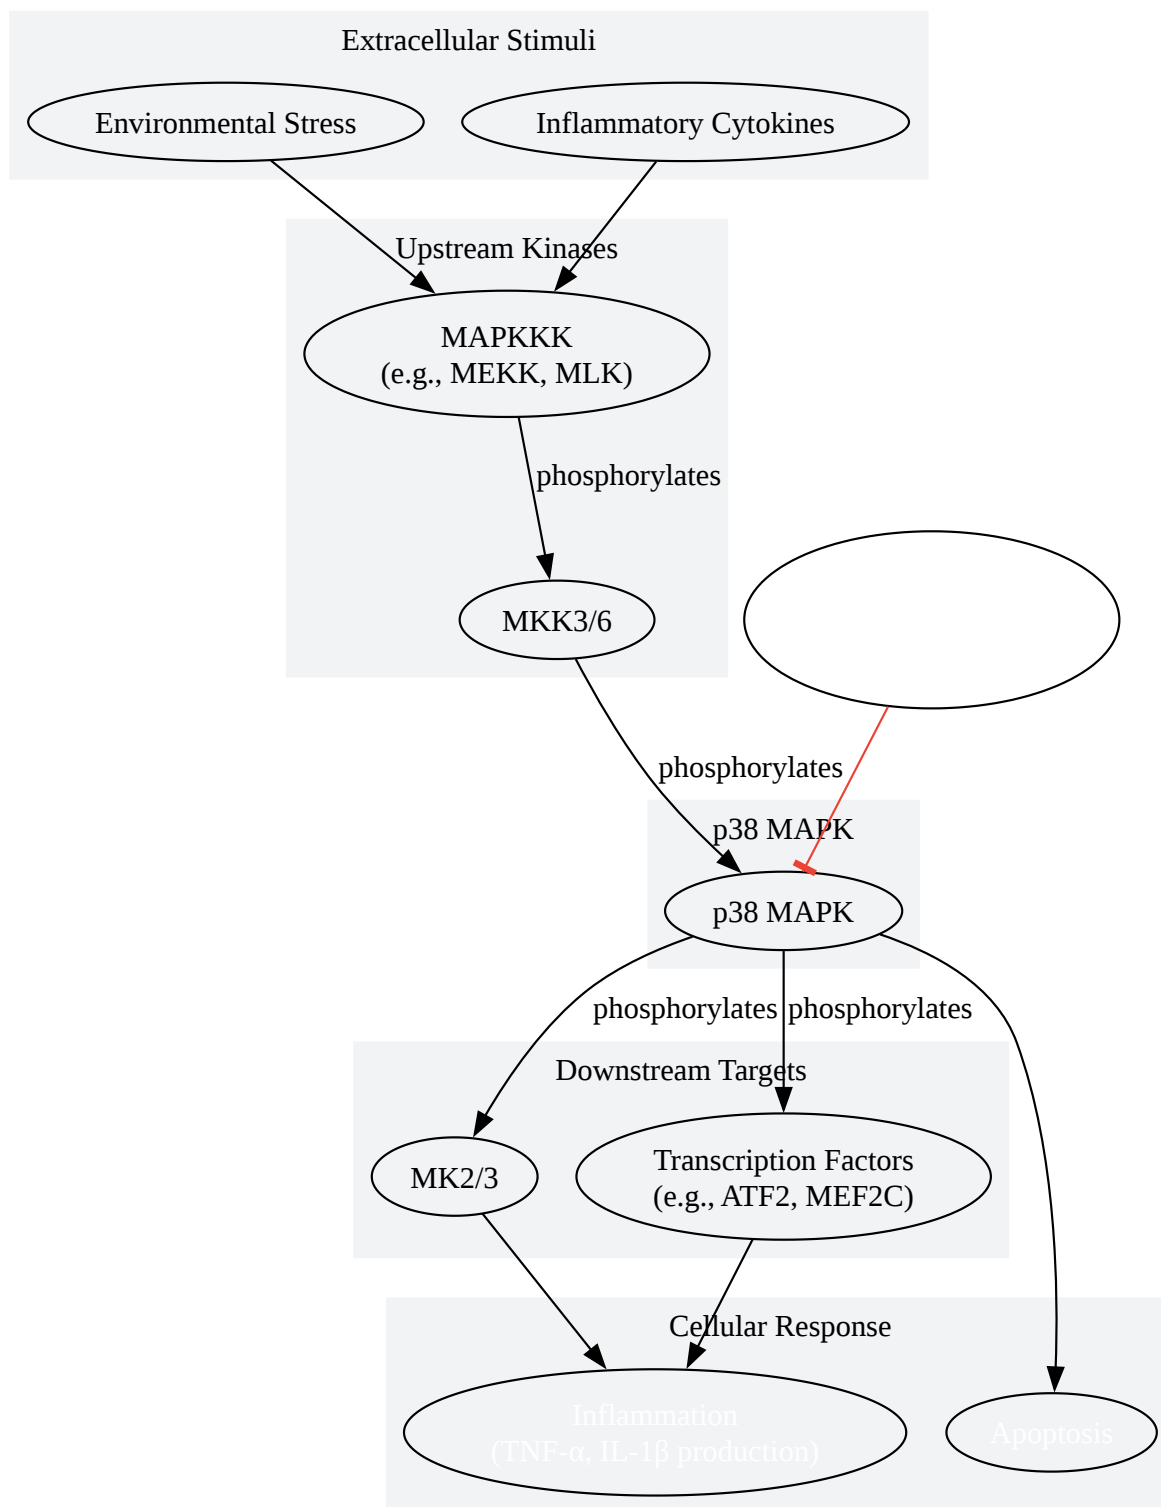 Extracellular Stimuli
Environmental Stress
Inflammatory Cytokines
Upstream Kinases
MAPKKK
(e.g., MEKK, MLK)
phosphorylates
MKK3/6
phosphorylates
p38 MAPK
p38 MAPK
phosphorylates
phosphorylates
Downstream Targets
MK2/3
Transcription Factors
(e.g., ATF2, MEF2C)
Cellular Response
Inflammation
(TNF-α, IL-1β production)
Apoptosis